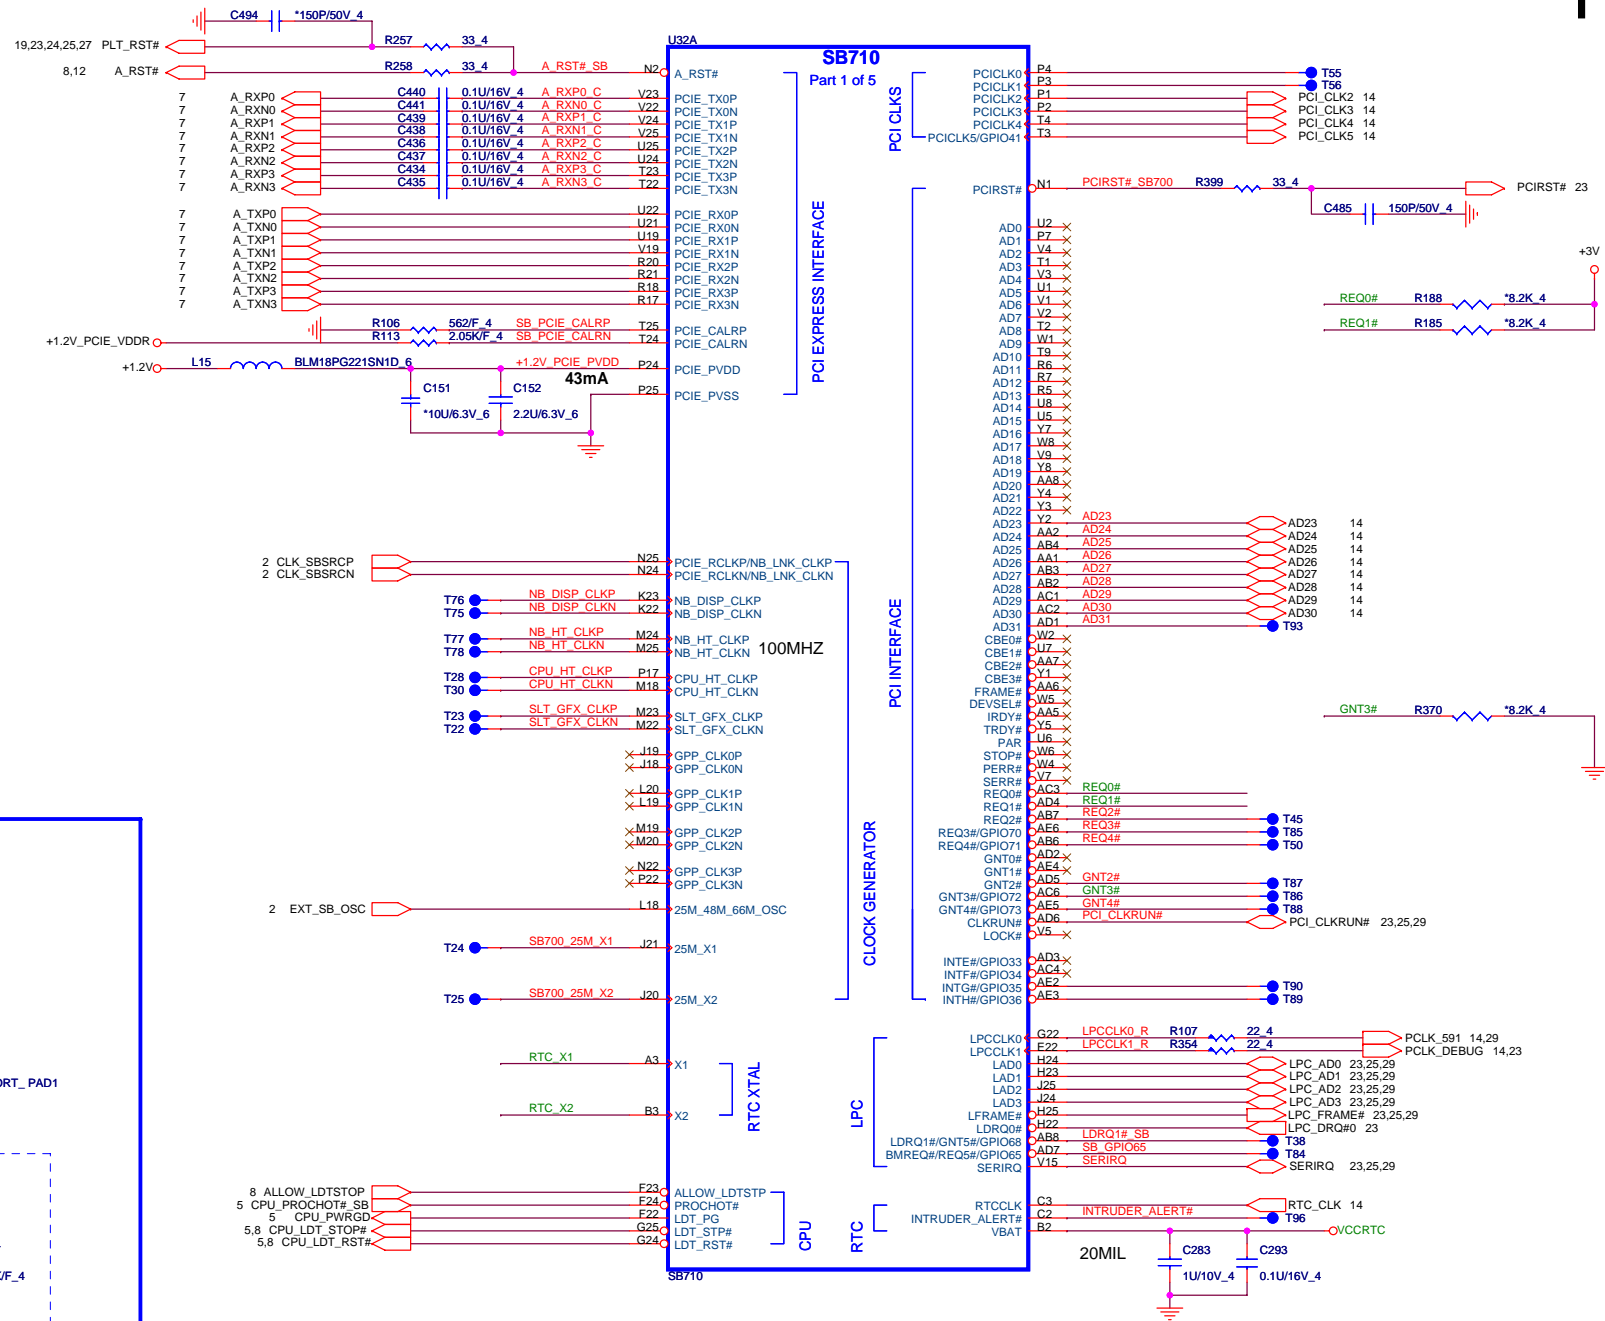 C494 *150P/50V_4
19,23,24,25,27 PLT_RST# R257 33_4
8,12 A_RST# R258 33_4 A_RST#_SB N2 A_RST#
U32A
SB710
Part 1 of 5
7 A_RXP0 C440 0.1U/16V_4 A_RXP0_C V23 PCIE_TX0P
7 A_RXN0 C441 0.1U/16V_4 A_RXN0_C V22 PCIE_TX0N
7 A_RXP1 C439 0.1U/16V_4 A_RXP1_C V24 PCIE_TX1P
7 A_RXN1 C438 0.1U/16V_4 A_RXN1_C V25 PCIE_TX1N
7 A_RXP2 C436 0.1U/16V_4 A_RXP2_C U25 PCIE_TX2P
7 A_RXN2 C437 0.1U/16V_4 A_RXN2_C U24 PCIE_TX2N
7 A_RXP3 C434 0.1U/16V_4 A_RXP3_C T23 PCIE_TX3P
7 A_RXN3 C435 0.1U/16V_4 A_RXN3_C T22 PCIE_TX3N
7 A_TXP0 U22 PCIE_RX0P
7 A_TXN0 U21 PCIE_RX0N
7 A_TXP1 U19 PCIE_RX1P
7 A_TXN1 V19 PCIE_RX1N
7 A_TXP2 R20 PCIE_RX2P
7 A_TXN2 R21 PCIE_RX2N
7 A_TXP3 R18 PCIE_RX3P
7 A_TXN3 R17 PCIE_RX3N
R106 562/F_4 SB_PCIE_CALRP T25 PCIE_CALRP
+1.2V_PCIE_VDDR R113 2.05K/F_4 SB_PCIE_CALRN T24 PCIE_CALRN
+1.2V L15 BLM18PG221SN1D_6 +1.2V_PCIE_PVDD P24 PCIE_PVDD
43mA
C151 *10U/6.3V_6
C152 2.2U/6.3V_6
P25 PCIE_PVSS
PCI EXPRESS INTERFACE
2 CLK_SBSRCP N25 PCIE_RCLKP/NB_LNK_CLKP
2 CLK_SBSRCN N24 PCIE_RCLKN/NB_LNK_CLKN
T76 NB_DISP_CLKP K23 NB_DISP_CLKP
T75 NB_DISP_CLKN K22 NB_DISP_CLKN
T77 NB_HT_CLKP M24 NB_HT_CLKP
T78 NB_HT_CLKN M25 NB_HT_CLKN
100MHZ
T28 CPU_HT_CLKP P17 CPU_HT_CLKP
T30 CPU_HT_CLKN M18 CPU_HT_CLKN
T23 SLT_GFX_CLKP M23 SLT_GFX_CLKP
T22 SLT_GFX_CLKN M22 SLT_GFX_CLKN
J19 GPP_CLK0P
J18 GPP_CLK0N
L20 GPP_CLK1P
L19 GPP_CLK1N
M19 GPP_CLK2P
M20 GPP_CLK2N
N22 GPP_CLK3P
P22 GPP_CLK3N
2 EXT_SB_OSC L18 25M_48M_66M_OSC
T24 SB700_25M_X1 J21 25M_X1
T25 SB700_25M_X2 J20 25M_X2
CLOCK GENERATOR
RTC_X1 A3 X1
RTC_X2 B3 X2
RTC XTAL
8 ALLOW_LDTSTOP F23 ALLOW_LDTSTP
5 CPU_PROCHOT#_SB F24 PROCHOT#
5 CPU_PWRGD F22 LDT_PG
5,8 CPU_LDT_STOP# G25 LDT_STP#
5,8 CPU_LDT_RST# G24 LDT_RST#
CPU
SB710
ORT_ PAD1
/F_4
PCI CLKS
PCICLK0 P4 T55
PCICLK1 P3 T56
PCICLK2 P1 PCI_CLK2 14
PCICLK3 P2 PCI_CLK3 14
PCICLK4 T4 PCI_CLK4 14
PCICLK5/GPIO41 T3 PCI_CLK5 14
PCIRST# N1 PCIRST#_SB700 R399 33_4 PCIRST# 23
C485 150P/50V_4
+3V
REQ0# R188 *8.2K_4
REQ1# R185 *8.2K_4
AD0 U2
AD1 P7
AD2 V4
AD3 T1
AD4 V3
AD5 U1
AD6 V1
AD7 V2
AD8 T2
AD9 W1
AD10 T9
AD11 R6
AD12 R7
AD13 R5
AD14 U8
AD15 U5
AD16 Y7
AD17 W8
AD18 V9
AD19 Y8
AD20 AA8
AD21 Y4
AD22 Y3
AD23 Y2 AD23 AD23 14
AD24 AA2 AD24 AD24 14
AD25 AB4 AD25 AD25 14
AD26 AA1 AD26 AD26 14
AD27 AB3 AD27 AD27 14
AD28 AB2 AD28 AD28 14
AD29 AC1 AD29 AD29 14
AD30 AC2 AD30 AD30 14
AD31 AD1 AD31 T93
PCI INTERFACE
CBE0# W2
CBE1# U7
CBE2# AA7
CBE3# Y1
FRAME# AA6
DEVSEL# W5
IRDY# AA5
TRDY# Y5
PAR U6
STOP# W6
PERR# W4
SERR# V7
GNT3# R370 *8.2K_4
REQ0# AC3 REQ0#
REQ1# AD4 REQ1#
REQ2# AB7 REQ2# T45
REQ3#/GPIO70 AE6 REQ3# T85
REQ4#/GPIO71 AB6 REQ4# T50
GNT0# AD2
GNT1# AE4
GNT2# AD5 GNT2# T87
GNT3#/GPIO72 AC6 GNT3# T86
GNT4#/GPIO73 AE5 GNT4# T88
CLKRUN# AD6 PCI_CLKRUN# PCI_CLKRUN# 23,25,29
LOCK# V5
INTE#/GPIO33 AD3
INTF#/GPIO34 AC4
INTG#/GPIO35 AE2 T90
INTH#/GPIO36 AE3 T89
LPC
LPCCLK0 G22 LPCCLK0_R R107 22_4 PCLK_591 14,29
LPCCLK1 E22 LPCCLK1_R R354 22_4 PCLK_DEBUG 14,23
LAD0 H24 LPC_AD0 23,25,29
LAD1 H23 LPC_AD1 23,25,29
LAD2 J25 LPC_AD2 23,25,29
LAD3 J24 LPC_AD3 23,25,29
LFRAME# H25 LPC_FRAME# 23,25,29
LDRQ0# H22 LPC_DRQ#0 23
LDRQ1#/GNT5#/GPIO68 AB8 LDRQ1#_SB T38
BMREQ#/REQ5#/GPIO65 AD7 SB_GPIO65 T84
SERIRQ V15 SERIRQ SERIRQ 23,25,29
RTC
RTCCLK C3 RTC_CLK 14
INTRUDER_ALERT# C2 INTRUDER_ALERT# T96
VBAT B2 VCCRTC
20MIL
C283 1U/10V_4
C293 0.1U/16V_4